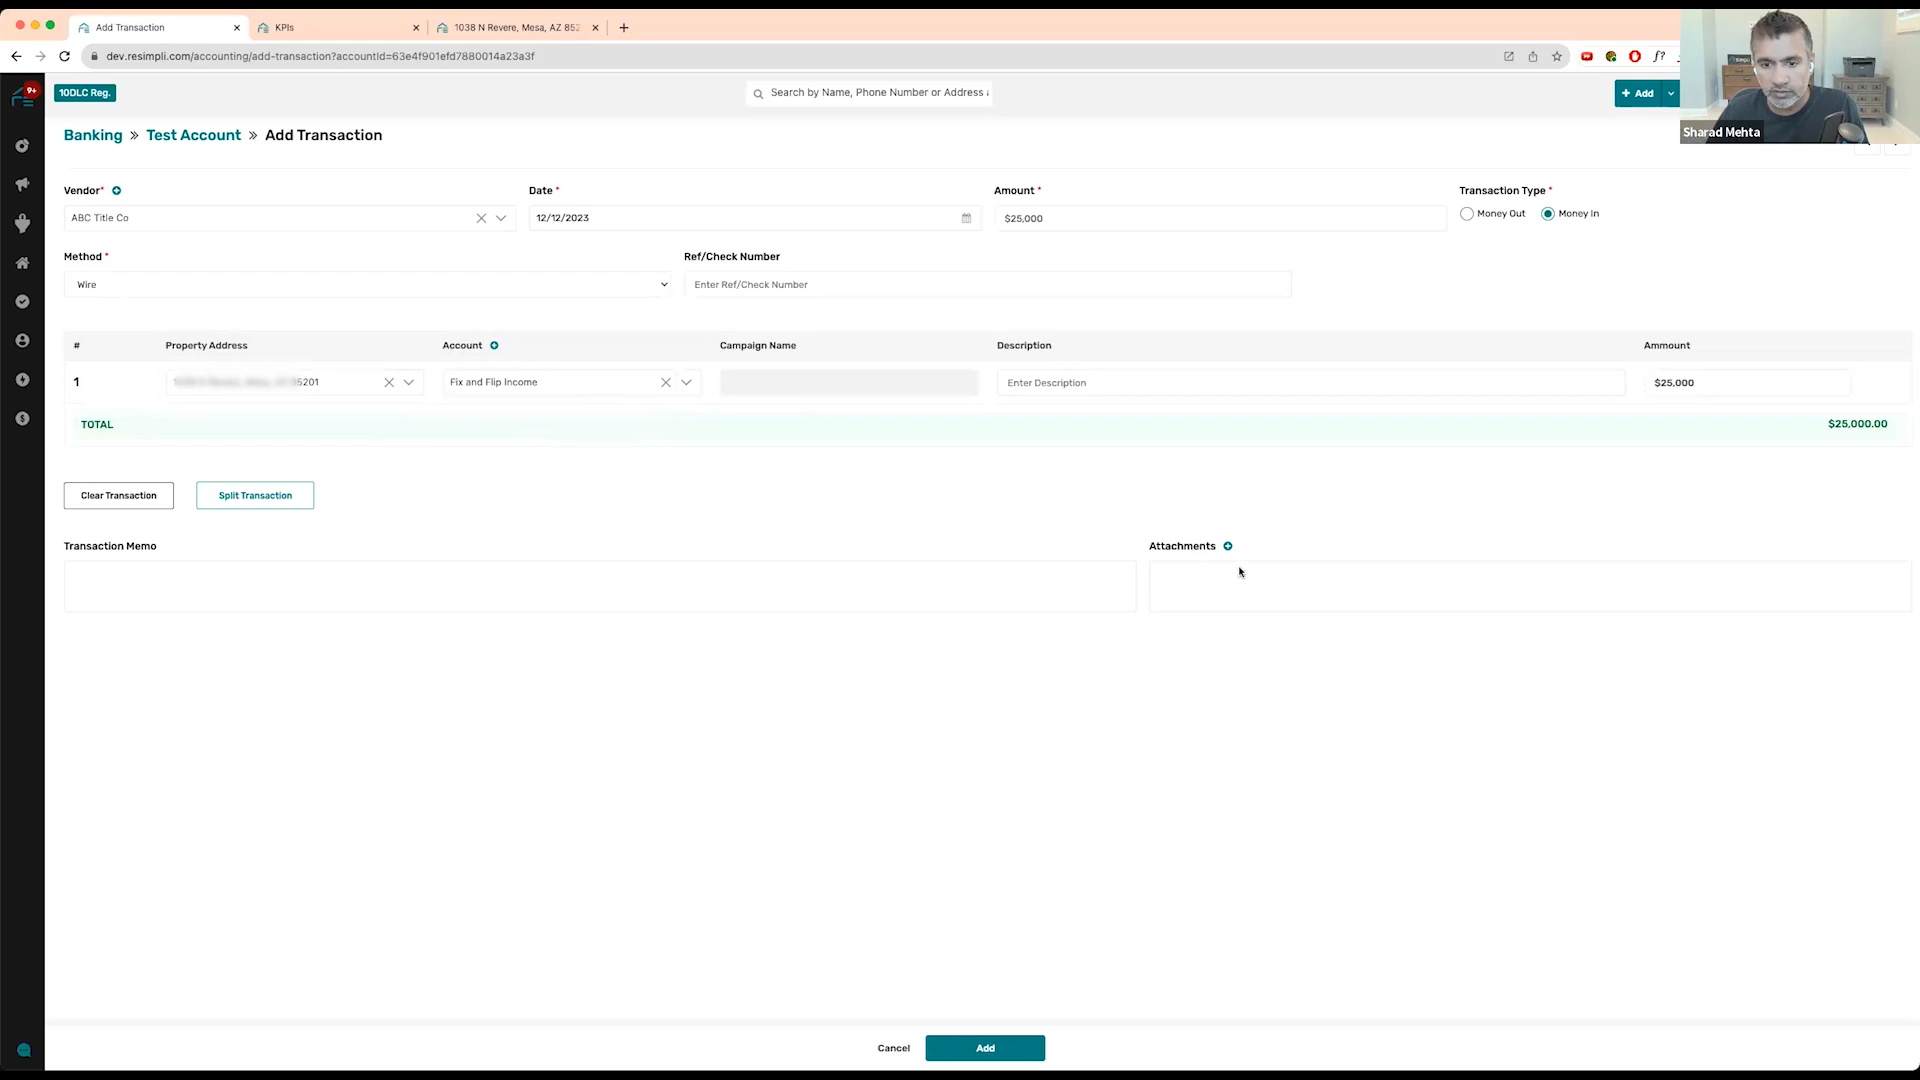 Add Transaction
KPIs
1038 N Revere, Mesa, AZ 852
dev.resimpli.com/accounting/add-transaction?accountId=63e4f901efd7880014a23a3f
f?
9+
10DLC Reg.
Search by Name, Phone Number or Address
+ Add
Sharad Mehta
Banking » Test Account » Add Transaction
Vendor*
Date *
Amount *
Transaction Type *
ABC Title Co
12/12/2023
$25,000
Money Out
Money In
Method *
Ref/Check Number
Wire
Enter Ref/Check Number
#
Property Address
Account
Campaign Name
Description
Ammount
1
5201
Fix and Flip Income
Enter Description
$25,000
TOTAL
$25,000.00
Clear Transaction
Split Transaction
Transaction Memo
Attachments
Cancel
Add